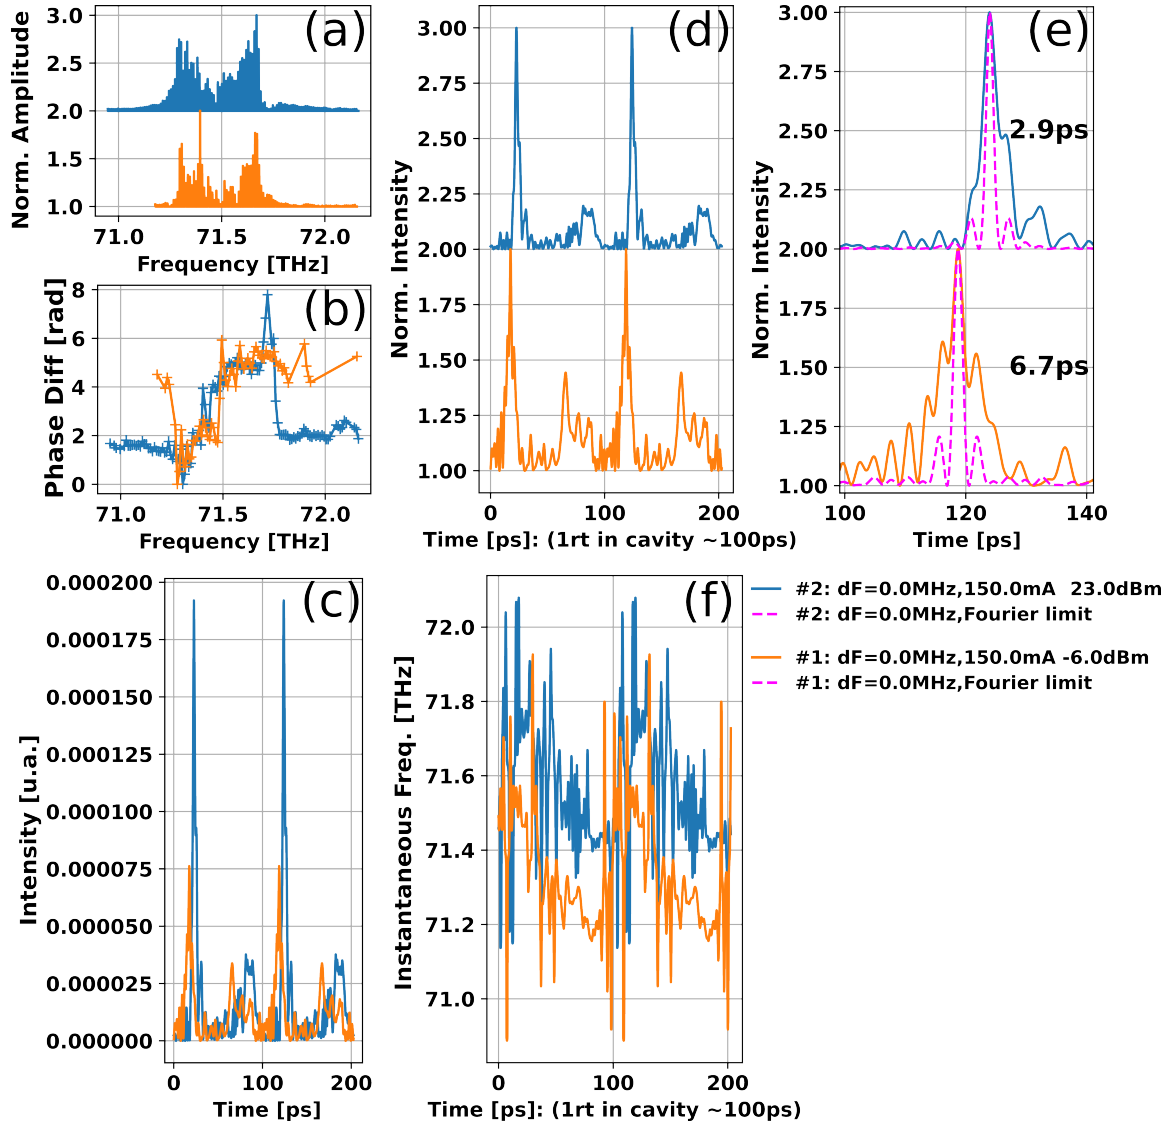 (a)
Norm. Amplitude
3.0
2.5
2.0
1.5
1.0
71.0 71.5 72.0
Frequency [THz]
(b)
Phase Diff [rad]
8
6
4
2
0
71.0 71.5 72.0
Frequency [THz]
(d)
Norm. Intensity
3.00
2.75
2.50
2.25
2.00
1.75
1.50
1.25
1.00
0 100 200
Time [ps]: (1rt in cavity ~100ps)
(e)
Norm. Intensity
3.00
2.75
2.50
2.25
2.00
1.75
1.50
1.25
1.00
2.9ps
6.7ps
100 120 140
Time [ps]
(c)
Intensity [u.a.]
0.000200
0.000175
0.000150
0.000125
0.000100
0.000075
0.000050
0.000025
0.000000
0 100 200
Time [ps]
(f)
Instantaneous Freq. [THz]
72.0
71.8
71.6
71.4
71.2
71.0
0 100 200
Time [ps]: (1rt in cavity ~100ps)
#2: dF=0.0MHz,150.0mA 23.0dBm
#2: dF=0.0MHz,Fourier limit
#1: dF=0.0MHz,150.0mA -6.0dBm
#1: dF=0.0MHz,Fourier limit